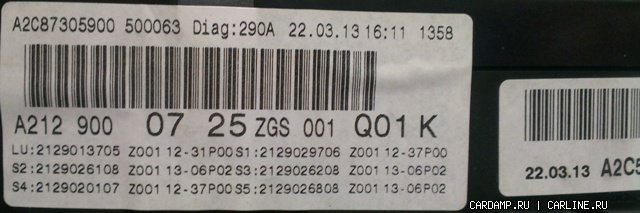 A2C87305900 500063 Diag:290A 22.03.13 16:11 1358
A212 900 07 25 ZGS 001 Q01 K
LU:2129013705 Z001 12-31P00 S1:2129029706 Z001 12-37P00
S2:2129026108 Z001 13-06P02 S3:2129026208 Z001 13-06P02
S4:2129020107 Z001 12-37P00 S5:2129026808 Z001 13-06P02
22.03.13 A2C5
CARDAMP.RU | CARLINE.RU